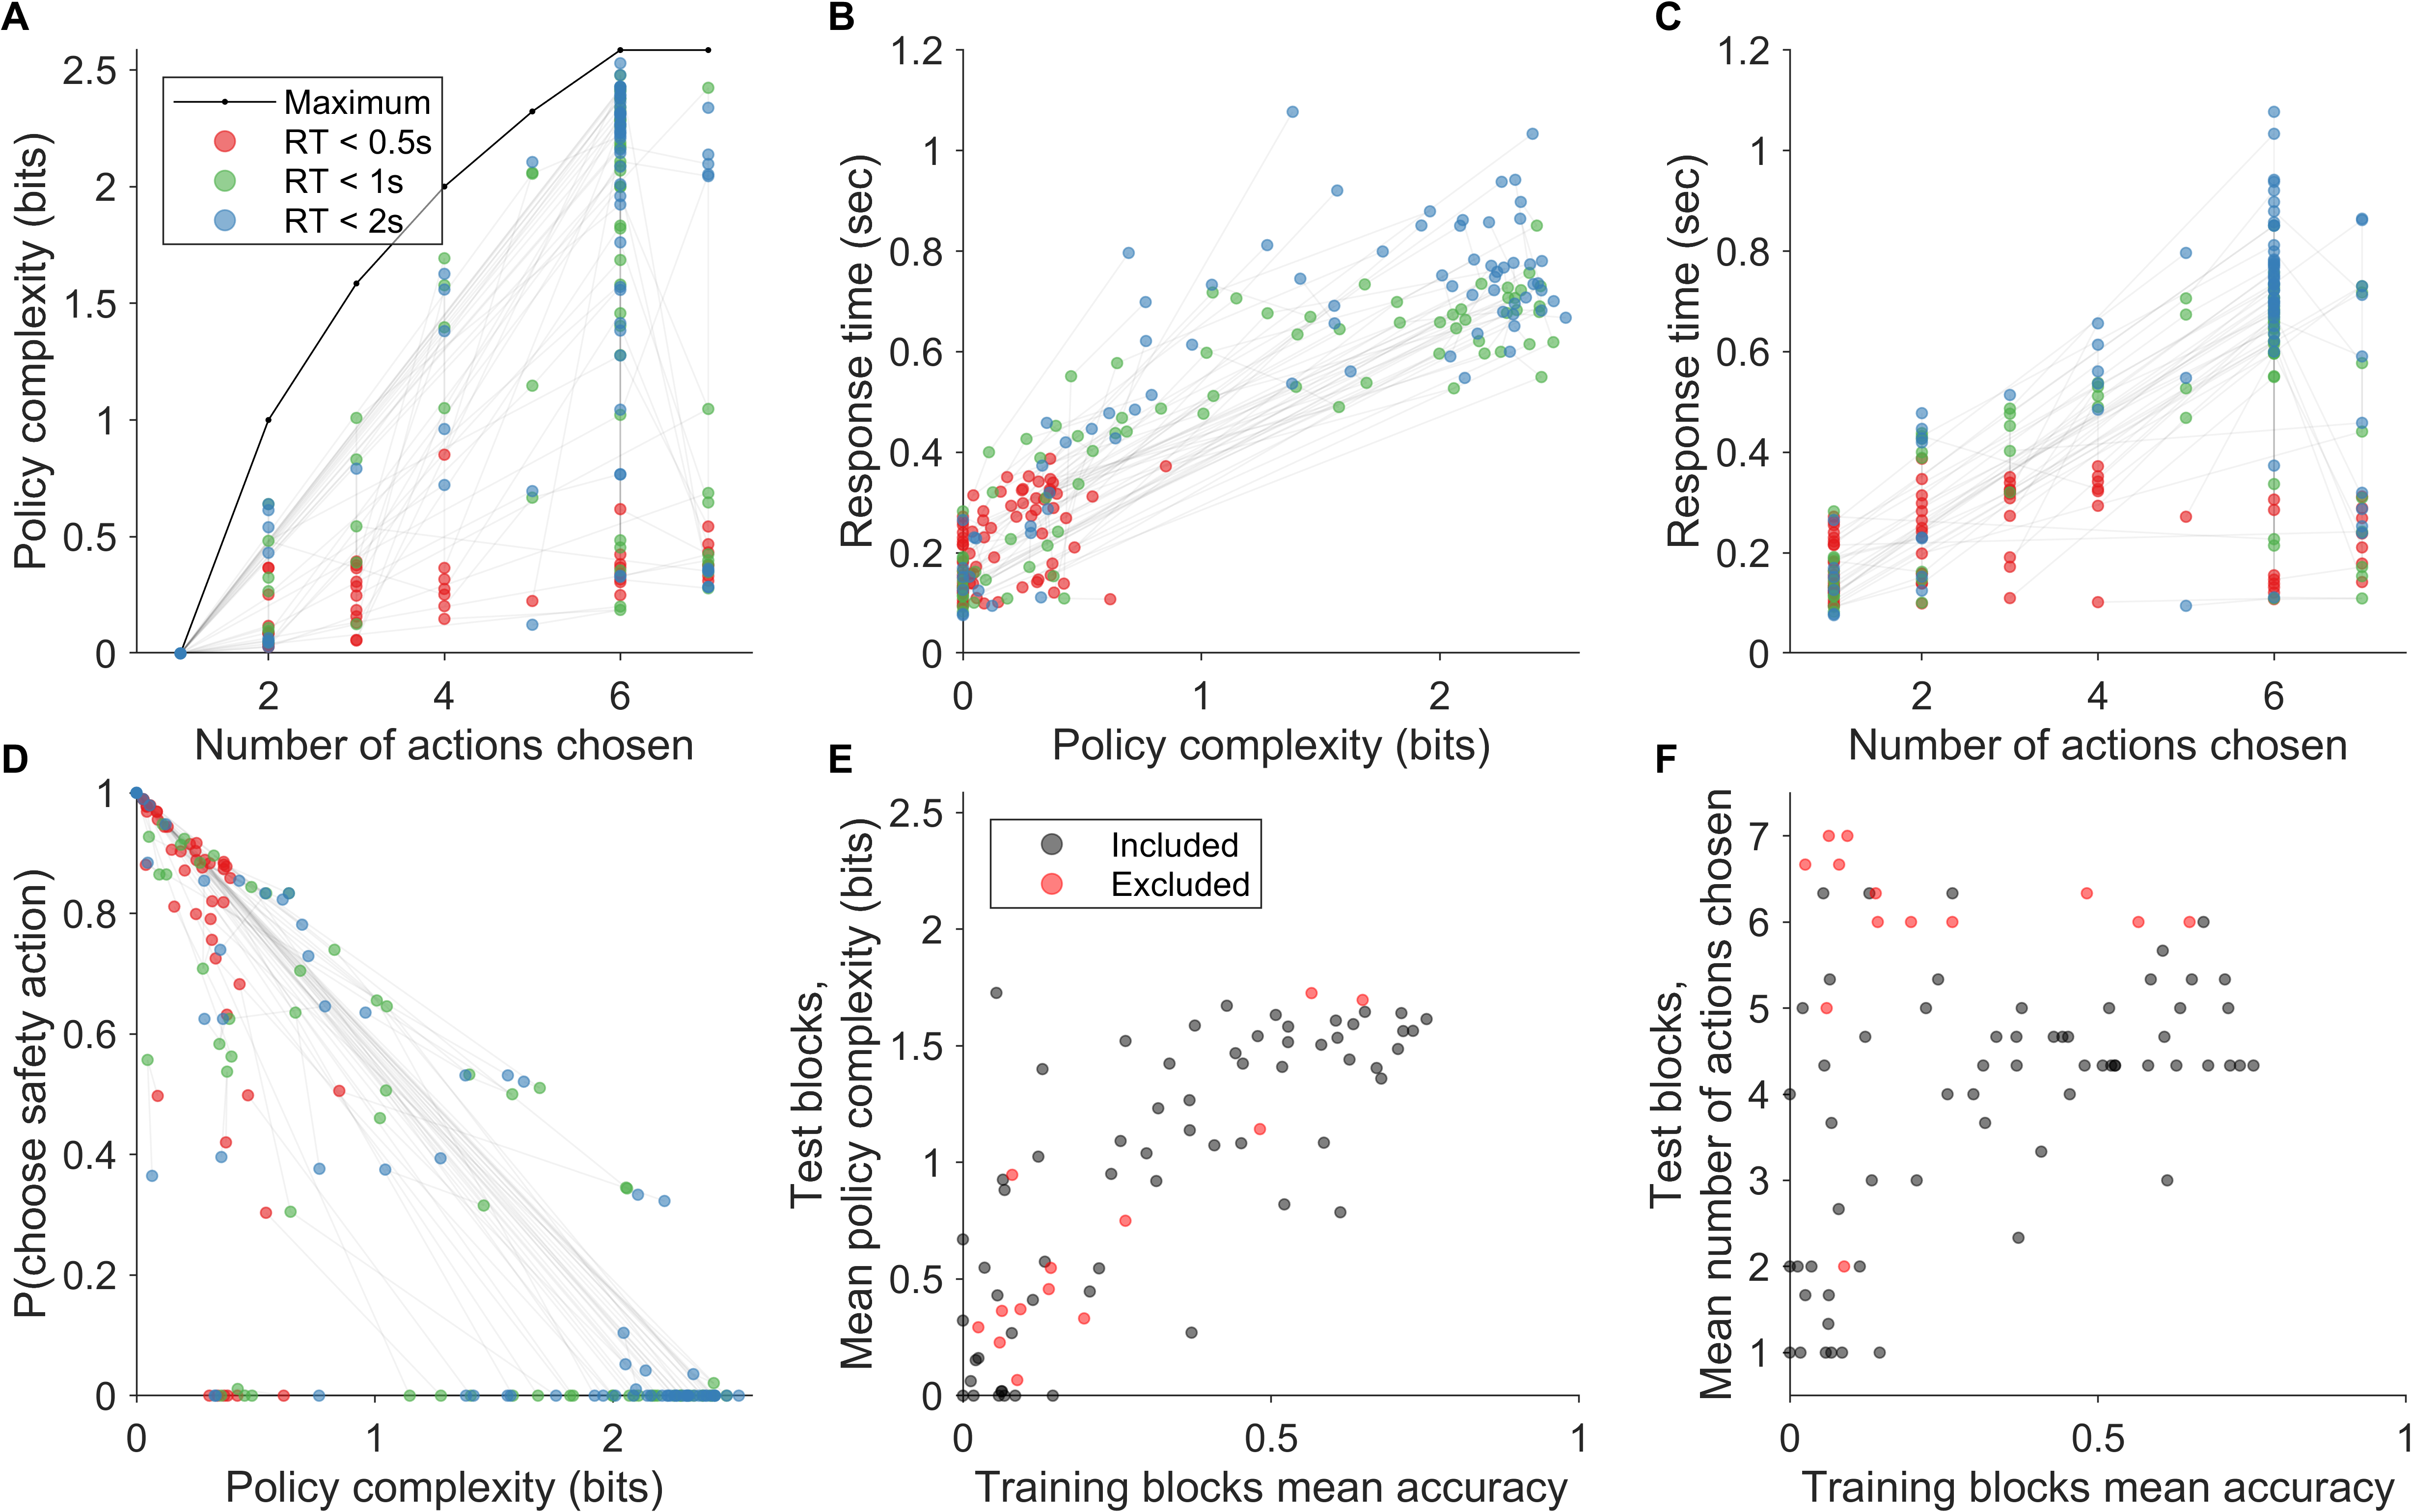 A
Policy complexity (bits)
2.5
2
1.5
1
0.5
0
Maximum
RT < 0.5s
RT < 1s
RT < 2s
2
4
6
Number of actions chosen
B
Response time (sec)
1.2
1
0.8
0.6
0.4
0.2
0
0
1
2
Policy complexity (bits)
C
Response time (sec)
1.2
1
0.8
0.6
0.4
0.2
0
2
4
6
Number of actions chosen
D
P(choose safety action)
1
0.8
0.6
0.4
0.2
0
0
1
2
Policy complexity (bits)
E
Test blocks,
Mean policy complexity (bits)
2.5
2
1.5
1
0.5
0
Included
Excluded
0
0.5
1
Training blocks mean accuracy
F
Test blocks,
Mean number of actions chosen
7
6
5
4
3
2
1
0
0.5
1
Training blocks mean accuracy